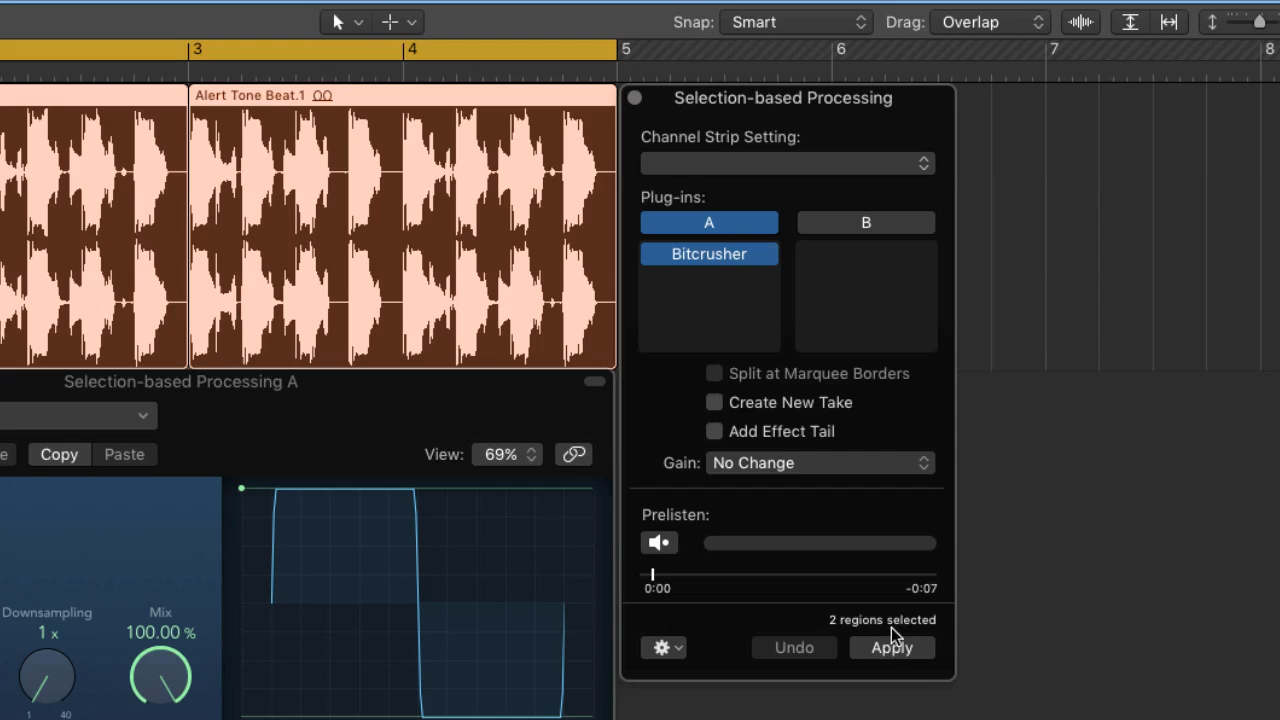 Snap: Smart Drag: Overlap
3 4 5 6 7 8
Alert Tone Beat.1
Selection-based Processing
Channel Strip Setting:
Plug-ins:
A B
Bitcrusher
Split at Marquee Borders
Create New Take
Add Effect Tail
Gain: No Change
Prelisten:
0:00 -0:07
2 regions selected
Undo Apply
Selection-based Processing A
e Copy Paste View: 69%
Downsampling Mix
1 x 100.00 %
1 40